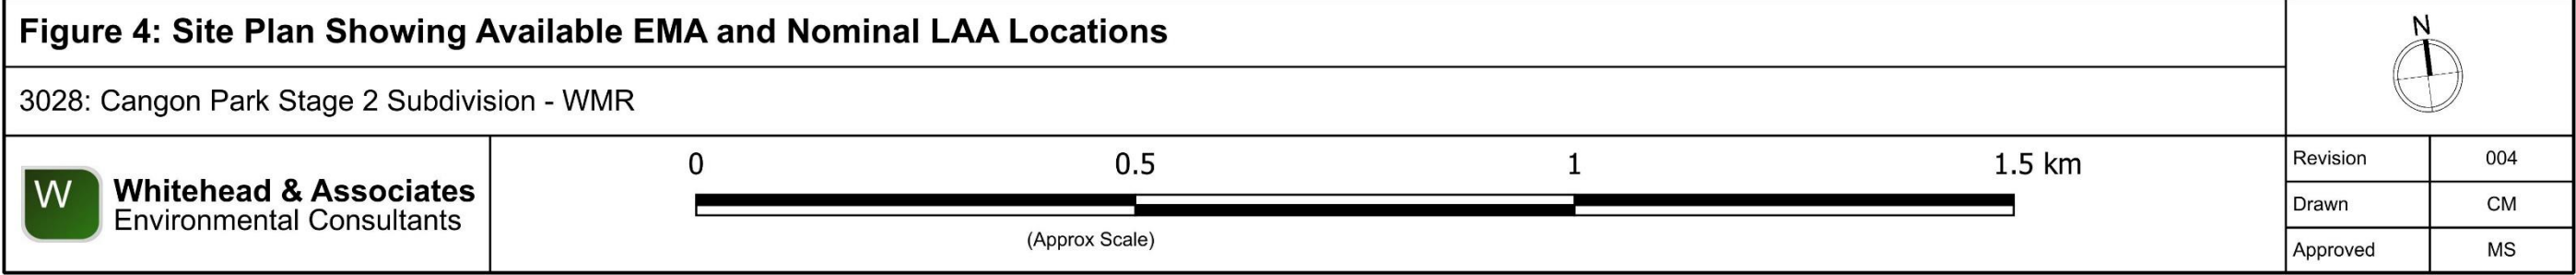 Figure 4: Site Plan Showing Available EMA and Nominal LAA Locations
N
3028: Cangon Park Stage 2 Subdivision - WMR
W
Whitehead & Associates
Environmental Consultants
0 0.5 1 1.5 km
(Approx Scale)
Revision 004
Drawn CM
Approved MS